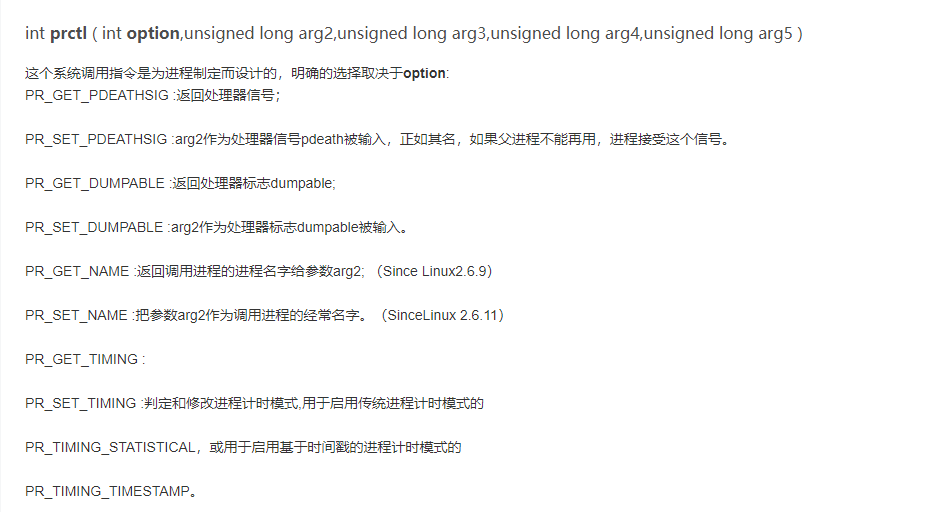 int prctl ( int option,unsigned long arg2,unsigned long arg3,unsigned long arg4,unsigned long arg5 )
这个系统调用指令是为进程制定而设计的，明确的选择取决于option:
PR_GET_PDEATHSIG :返回处理器信号；
PR_SET_PDEATHSIG :arg2作为处理器信号pdeath被输入，正如其名，如果父进程不能再用，进程接受这个信号。
PR_GET_DUMPABLE :返回处理器标志dumpable;
PR_SET_DUMPABLE :arg2作为处理器标志dumpable被输入。
PR_GET_NAME :返回调用进程的进程名字给参数arg2; （Since Linux2.6.9）
PR_SET_NAME :把参数arg2作为调用进程的经常名字。（SinceLinux 2.6.11）
PR_GET_TIMING :
PR_SET_TIMING :判定和修改进程计时模式,用于启用传统进程计时模式的
PR_TIMING_STATISTICAL，或用于启用基于时间戳的进程计时模式的
PR_TIMING_TIMESTAMP。